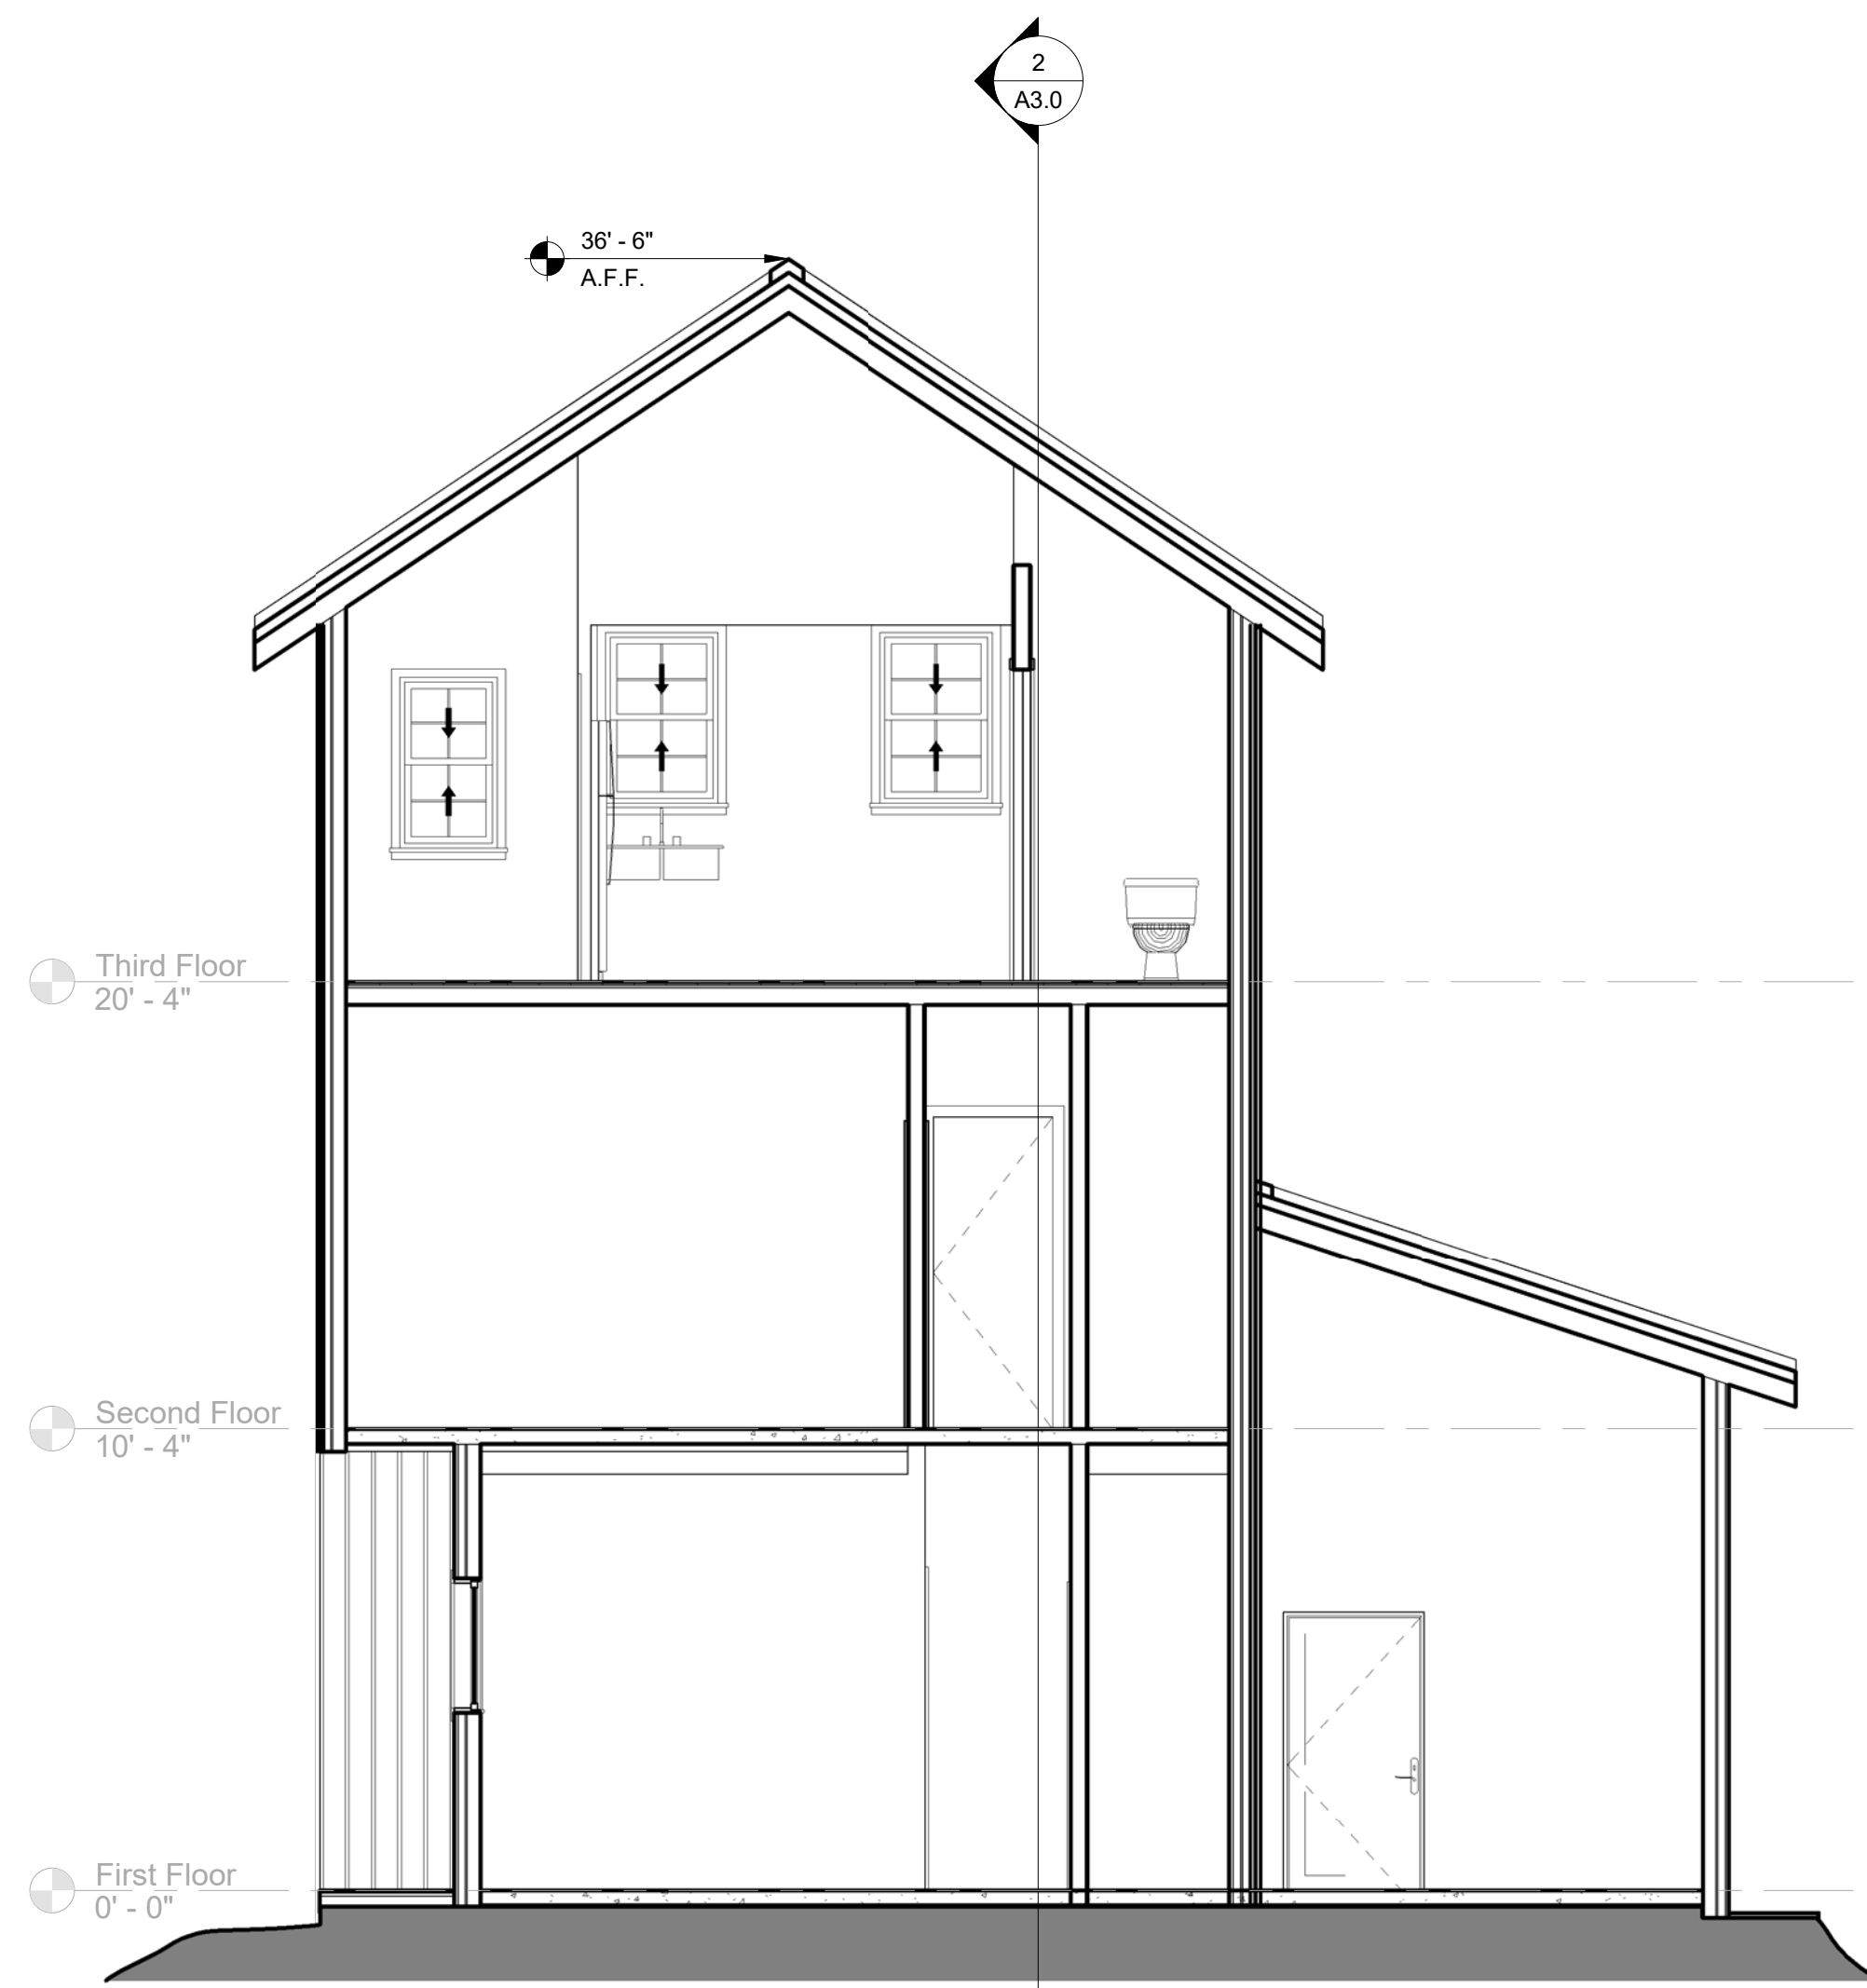 2
A3.0
36' - 6"
A.F.F.
Third Floor
20' - 4"
Second Floor
10' - 4"
First Floor
0' - 0"